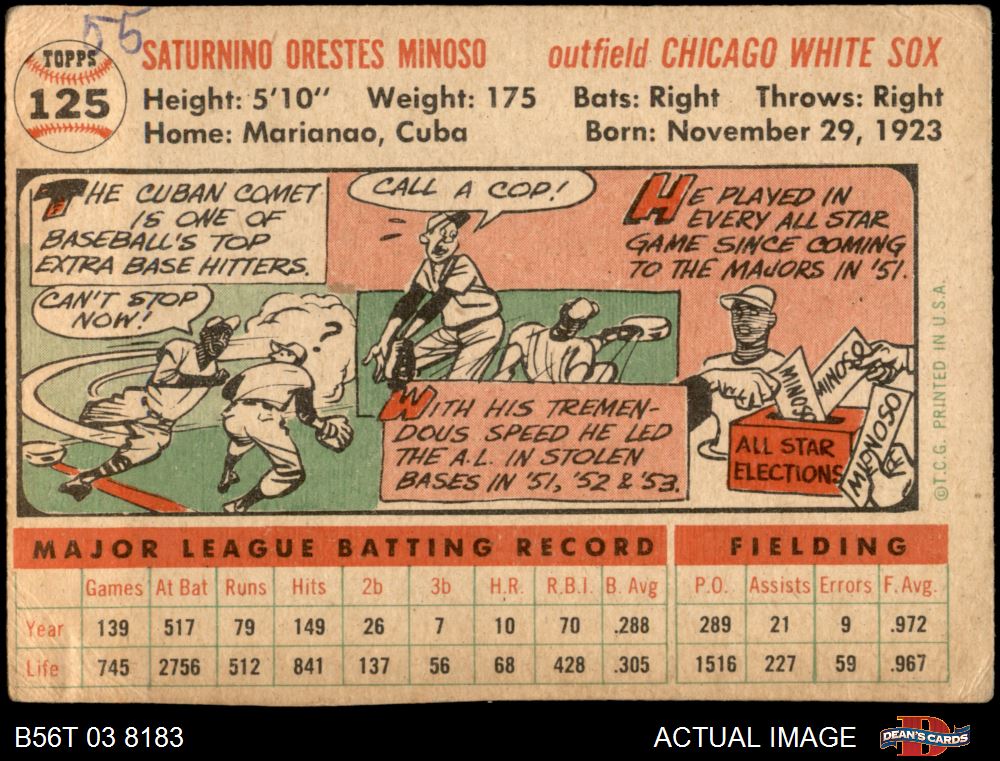 55
TOPPS
125
SATURNINO ORESTES MINOSO outfield CHICAGO WHITE SOX
Height: 5'10" Weight: 175 Bats: Right Throws: Right
Home: Marianao, Cuba Born: November 29, 1923
THE CUBAN COMET
IS ONE OF
BASEBALL'S TOP
EXTRA BASE HITTERS.
CAN'T STOP
NOW!
?
CALL A COP!
WITH HIS TREMEN-
DOUS SPEED HE LED
THE A.L. IN STOLEN
BASES IN '51, '52 & '53.
HE PLAYED IN
EVERY ALL STAR
GAME SINCE COMING
TO THE MAJORS IN '51.
MINOSO
MINOSO
MINOSO
ALL STAR
ELECTIONS
©T.C.G. PRINTED IN U.S.A.
MAJOR LEAGUE BATTING RECORD FIELDING
Games At Bat Runs Hits 2b 3b H.R. R.B.I. B. Avg P.O. Assists Errors F. Avg.
Year 139 517 79 149 26 7 10 70 .288 289 21 9 .972
Life 745 2756 512 841 137 56 68 428 .305 1516 227 59 .967
B56T 03 8183 ACTUAL IMAGE DEAN'S CARDS